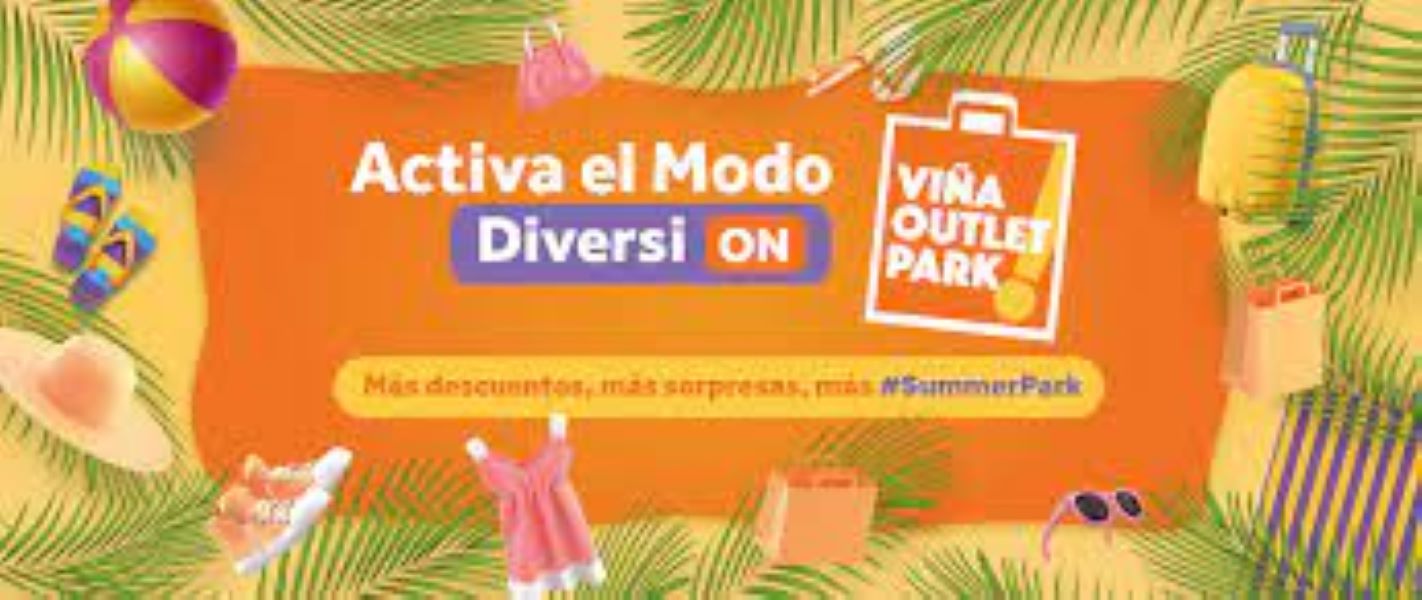 Activa el Modo
Diversi ON
VIÑA
OUTLET
PARK
Más descuentos, más sorpresas, más #SummerPark